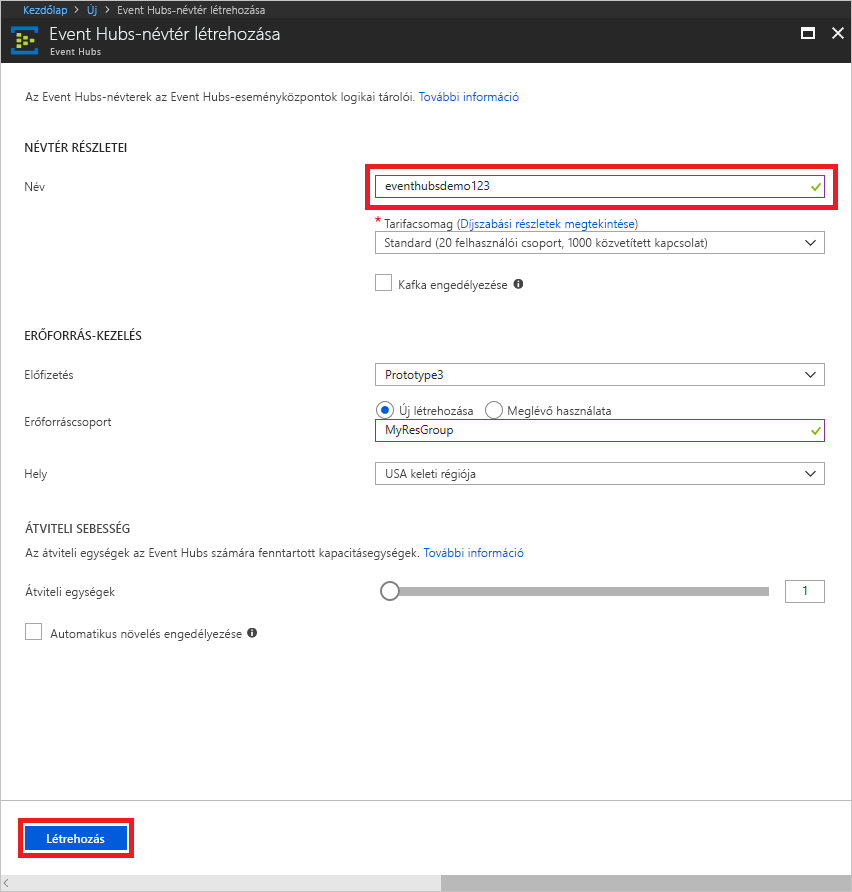 Kezdőlap > Új > Event Hubs-névtér létrehozása
Event Hubs-névtér létrehozása
Event Hubs
Az Event Hubs-névterek az Event Hubs-eseményközpontok logikai tárolói. További információ
NÉVTÉR RÉSZLETEI
Név
eventhubsdemo123
* Tarifacsomag (Díjszabási részletek megtekintése)
Standard (20 felhasználói csoport, 1000 közvetített kapcsolat)
Kafka engedélyezése
ERŐFORRÁS-KEZELÉS
Előfizetés
Prototype3
Erőforráscsoport
Új létrehozása Meglévő használata
MyResGroup
Hely
USA keleti régiója
ÁTVITELI SEBESSÉG
Az átviteli egységek az Event Hubs számára fenntartott kapacitásegységek. További információ
Átviteli egységek
1
Automatikus növelés engedélyezése
Létrehozás